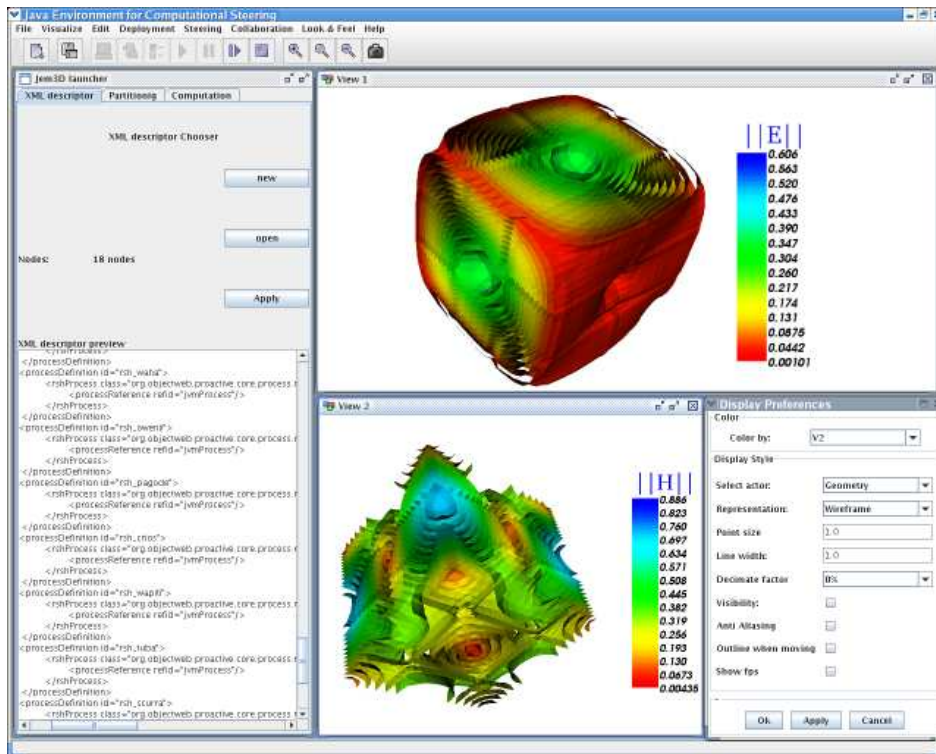 Java Environment for Computational Steering
File Visualize Edit Deployment Steering Collaboration Look & Feel Help
Jem3D launcher
XML descriptor Partitionig Computation
XML descriptor Chooser
new
open
Nodes: 18 nodes
Apply
XML descriptor preview
</rshProcess>
</processDefinition>
<processDefinition id="rsh_waha">
<rshProcess class="org.objectweb.proactive.core.process.r
<processReference refid="jvmProcess"/>
</rshProcess>
</processDefinition>
<processDefinition id="rsh_owenii">
<rshProcess class="org.objectweb.proactive.core.process.r
<processReference refid="jvmProcess"/>
</rshProcess>
</processDefinition>
<processDefinition id="rsh_pagode">
<rshProcess class="org.objectweb.proactive.core.process.r
<processReference refid="jvmProcess"/>
</rshProcess>
</processDefinition>
<processDefinition id="rsh_crios">
<rshProcess class="org.objectweb.proactive.core.process.r
<processReference refid="jvmProcess"/>
</rshProcess>
</processDefinition>
<processDefinition id="rsh_wapiti">
<rshProcess class="org.objectweb.proactive.core.process.r
<processReference refid="jvmProcess"/>
</rshProcess>
</processDefinition>
<processDefinition id="rsh_tuba">
<rshProcess class="org.objectweb.proactive.core.process.r
<processReference refid="jvmProcess"/>
</rshProcess>
</processDefinition>
<processDefinition id="rsh_scurra">
<rshProcess class="org.objectweb.proactive.core.process.r
View 1
||E||
0.606
0.563
0.520
0.476
0.433
0.390
0.347
0.304
0.260
0.217
0.174
0.131
0.0875
0.0442
0.00101
View 2
||H||
0.886
0.823
0.760
0.697
0.634
0.571
0.508
0.445
0.382
0.319
0.256
0.193
0.130
0.0673
0.00435
Display Preferences
Color
Color by: V2
Display Style
Select actor: Geometry
Representation: Wireframe
Point size 1.0
Line width: 1.0
Decimate factor 0%
Visibility:
Anti Aliasing
Outline when moving
Show fps
Ok Apply Cancel